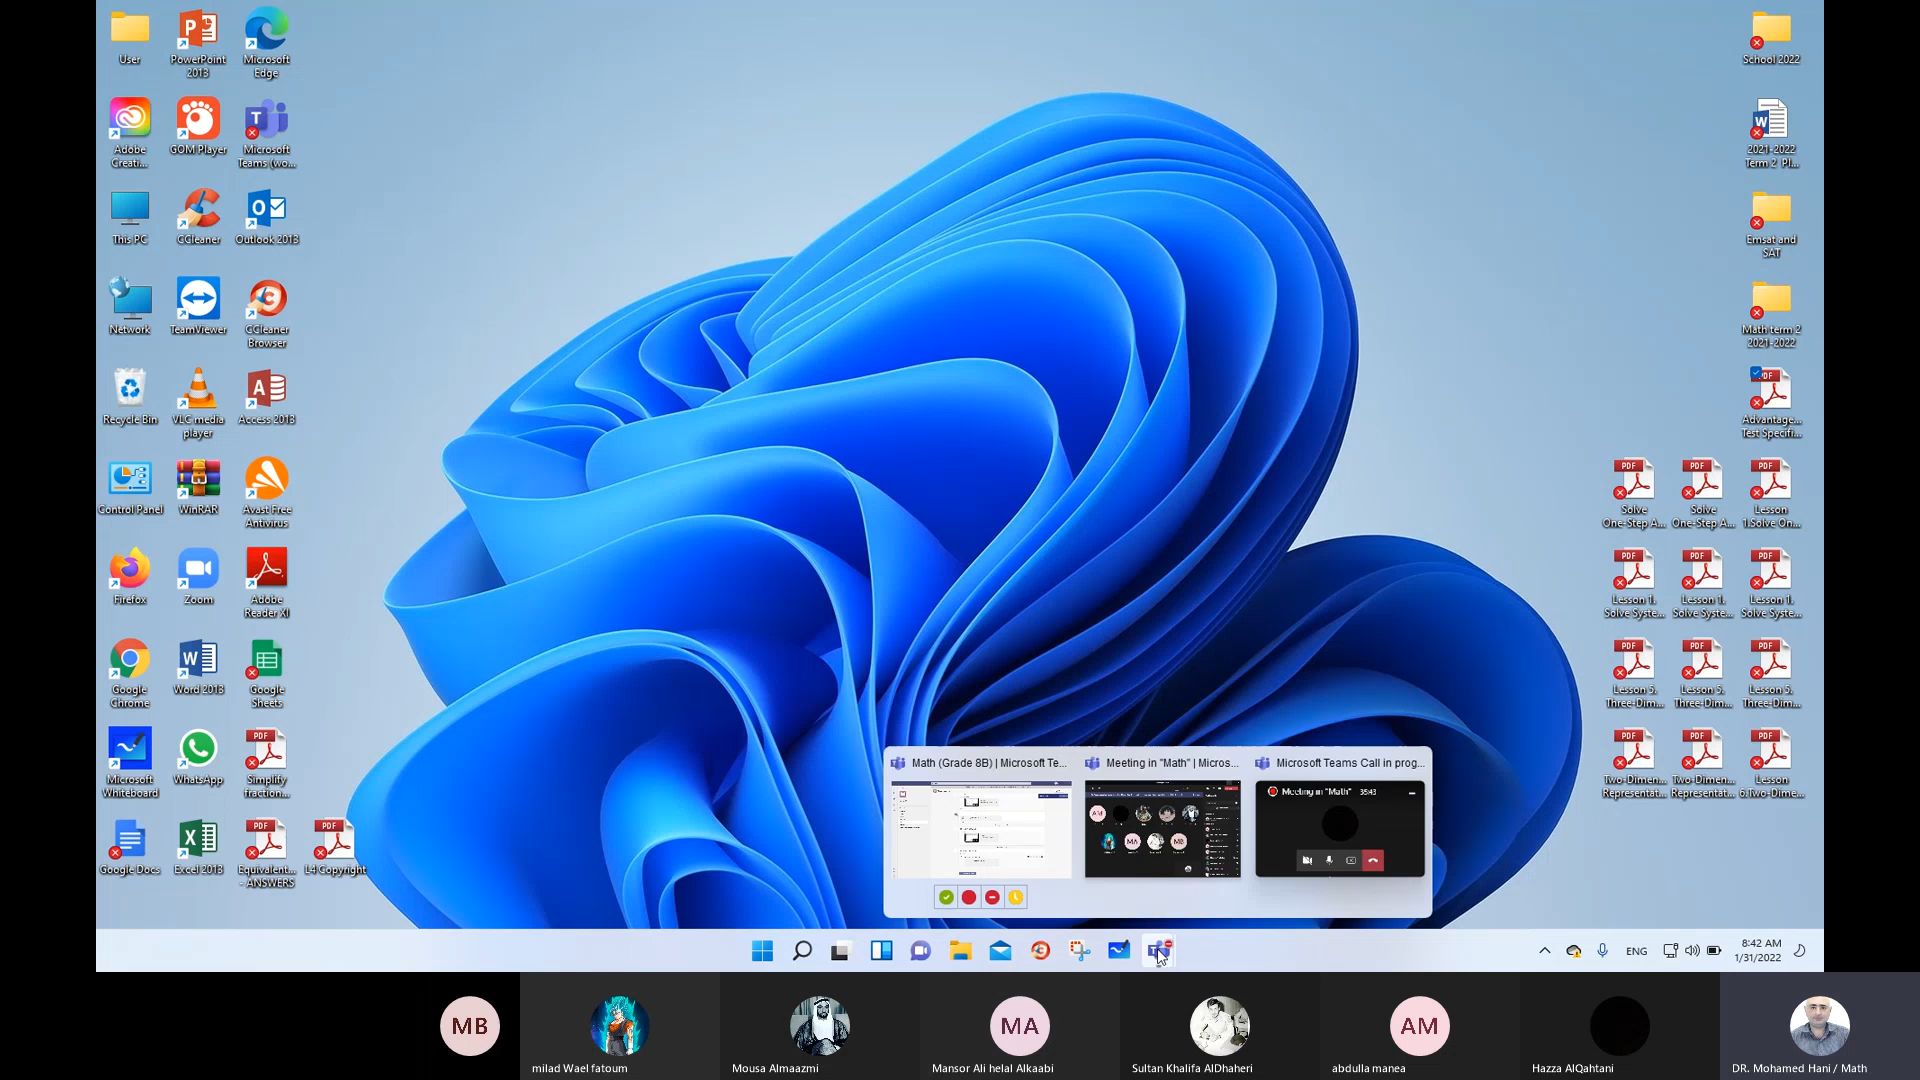 User
PowerPoint 2013
Microsoft Edge
Adobe Creati...
GOM Player
Microsoft Teams (wo...
This PC
CCleaner
Outlook 2013
Network
TeamViewer
CCleaner Browser
Recycle Bin
VLC media player
Access 2013
Control Panel
WinRAR
Avast Free Antivirus
Firefox
Zoom
Adobe Reader XI
Google Chrome
Word 2013
Google Sheets
Microsoft Whiteboard
WhatsApp
Simplify fraction...
Google Docs
Excel 2013
Equivalent... - ANSWERS
L4 Copyright
School 2022
2021-2022 Term 2 Pl...
Emsat and SAT
Math term 2 2021-2022
Advantage... Test Specifi...
Solve One-Step A...
Solve One-Step A...
Lesson 1.Solve On...
Lesson 1. Solve Syste...
Lesson 1. Solve Syste...
Lesson 1. Solve Syste...
Lesson 5. Three-Dim...
Lesson 5. Three-Dim...
Lesson 5. Three-Dim...
Two-Dimen... Representat...
Two-Dimen... Representat...
Lesson 6.Two-Dime...
Math (Grade 8B) | Microsoft Te...
Meeting in "Math" | Micros...
Microsoft Teams Call in prog...
Meeting in "Math" 35:43
ENG
8:42 AM
1/31/2022
MB
MA
AM
milad Wael fatoum
Mousa Almaazmi
Mansor Ali helal Alkaabi
Sultan Khalifa AlDhaheri
abdulla manea
Hazza AlQahtani
DR. Mohamed Hani / Math